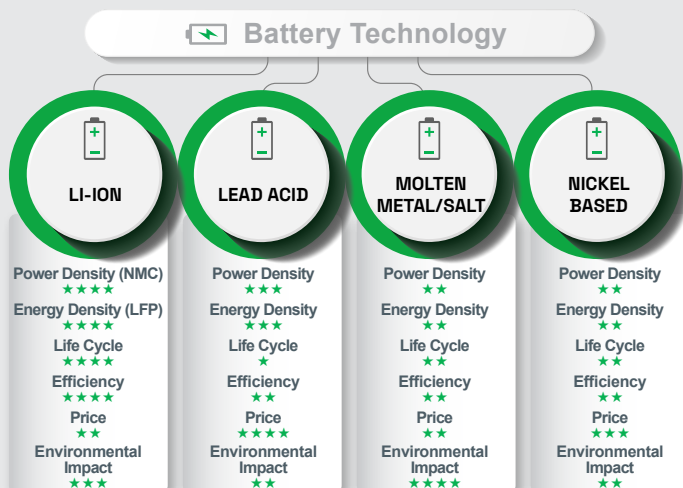 Battery Technology
LI-ION
Power Density (NMC)
★★★★
Energy Density (LFP)
★★★★
Life Cycle
★★★★
Efficiency
★★★★
Price
★★
Environmental
Impact
★★★
LEAD ACID
Power Density
★★★
Energy Density
★★★
Life Cycle
★
Efficiency
★★
Price
★★★★
Environmental
Impact
★★
MOLTEN
METAL/SALT
Power Density
★★
Energy Density
★★
Life Cycle
★★
Efficiency
★★
Price
★★
Environmental
Impact
★★★★
NICKEL
BASED
Power Density
★★
Energy Density
★★
Life Cycle
★★
Efficiency
★★
Price
★★★
Environmental
Impact
★★